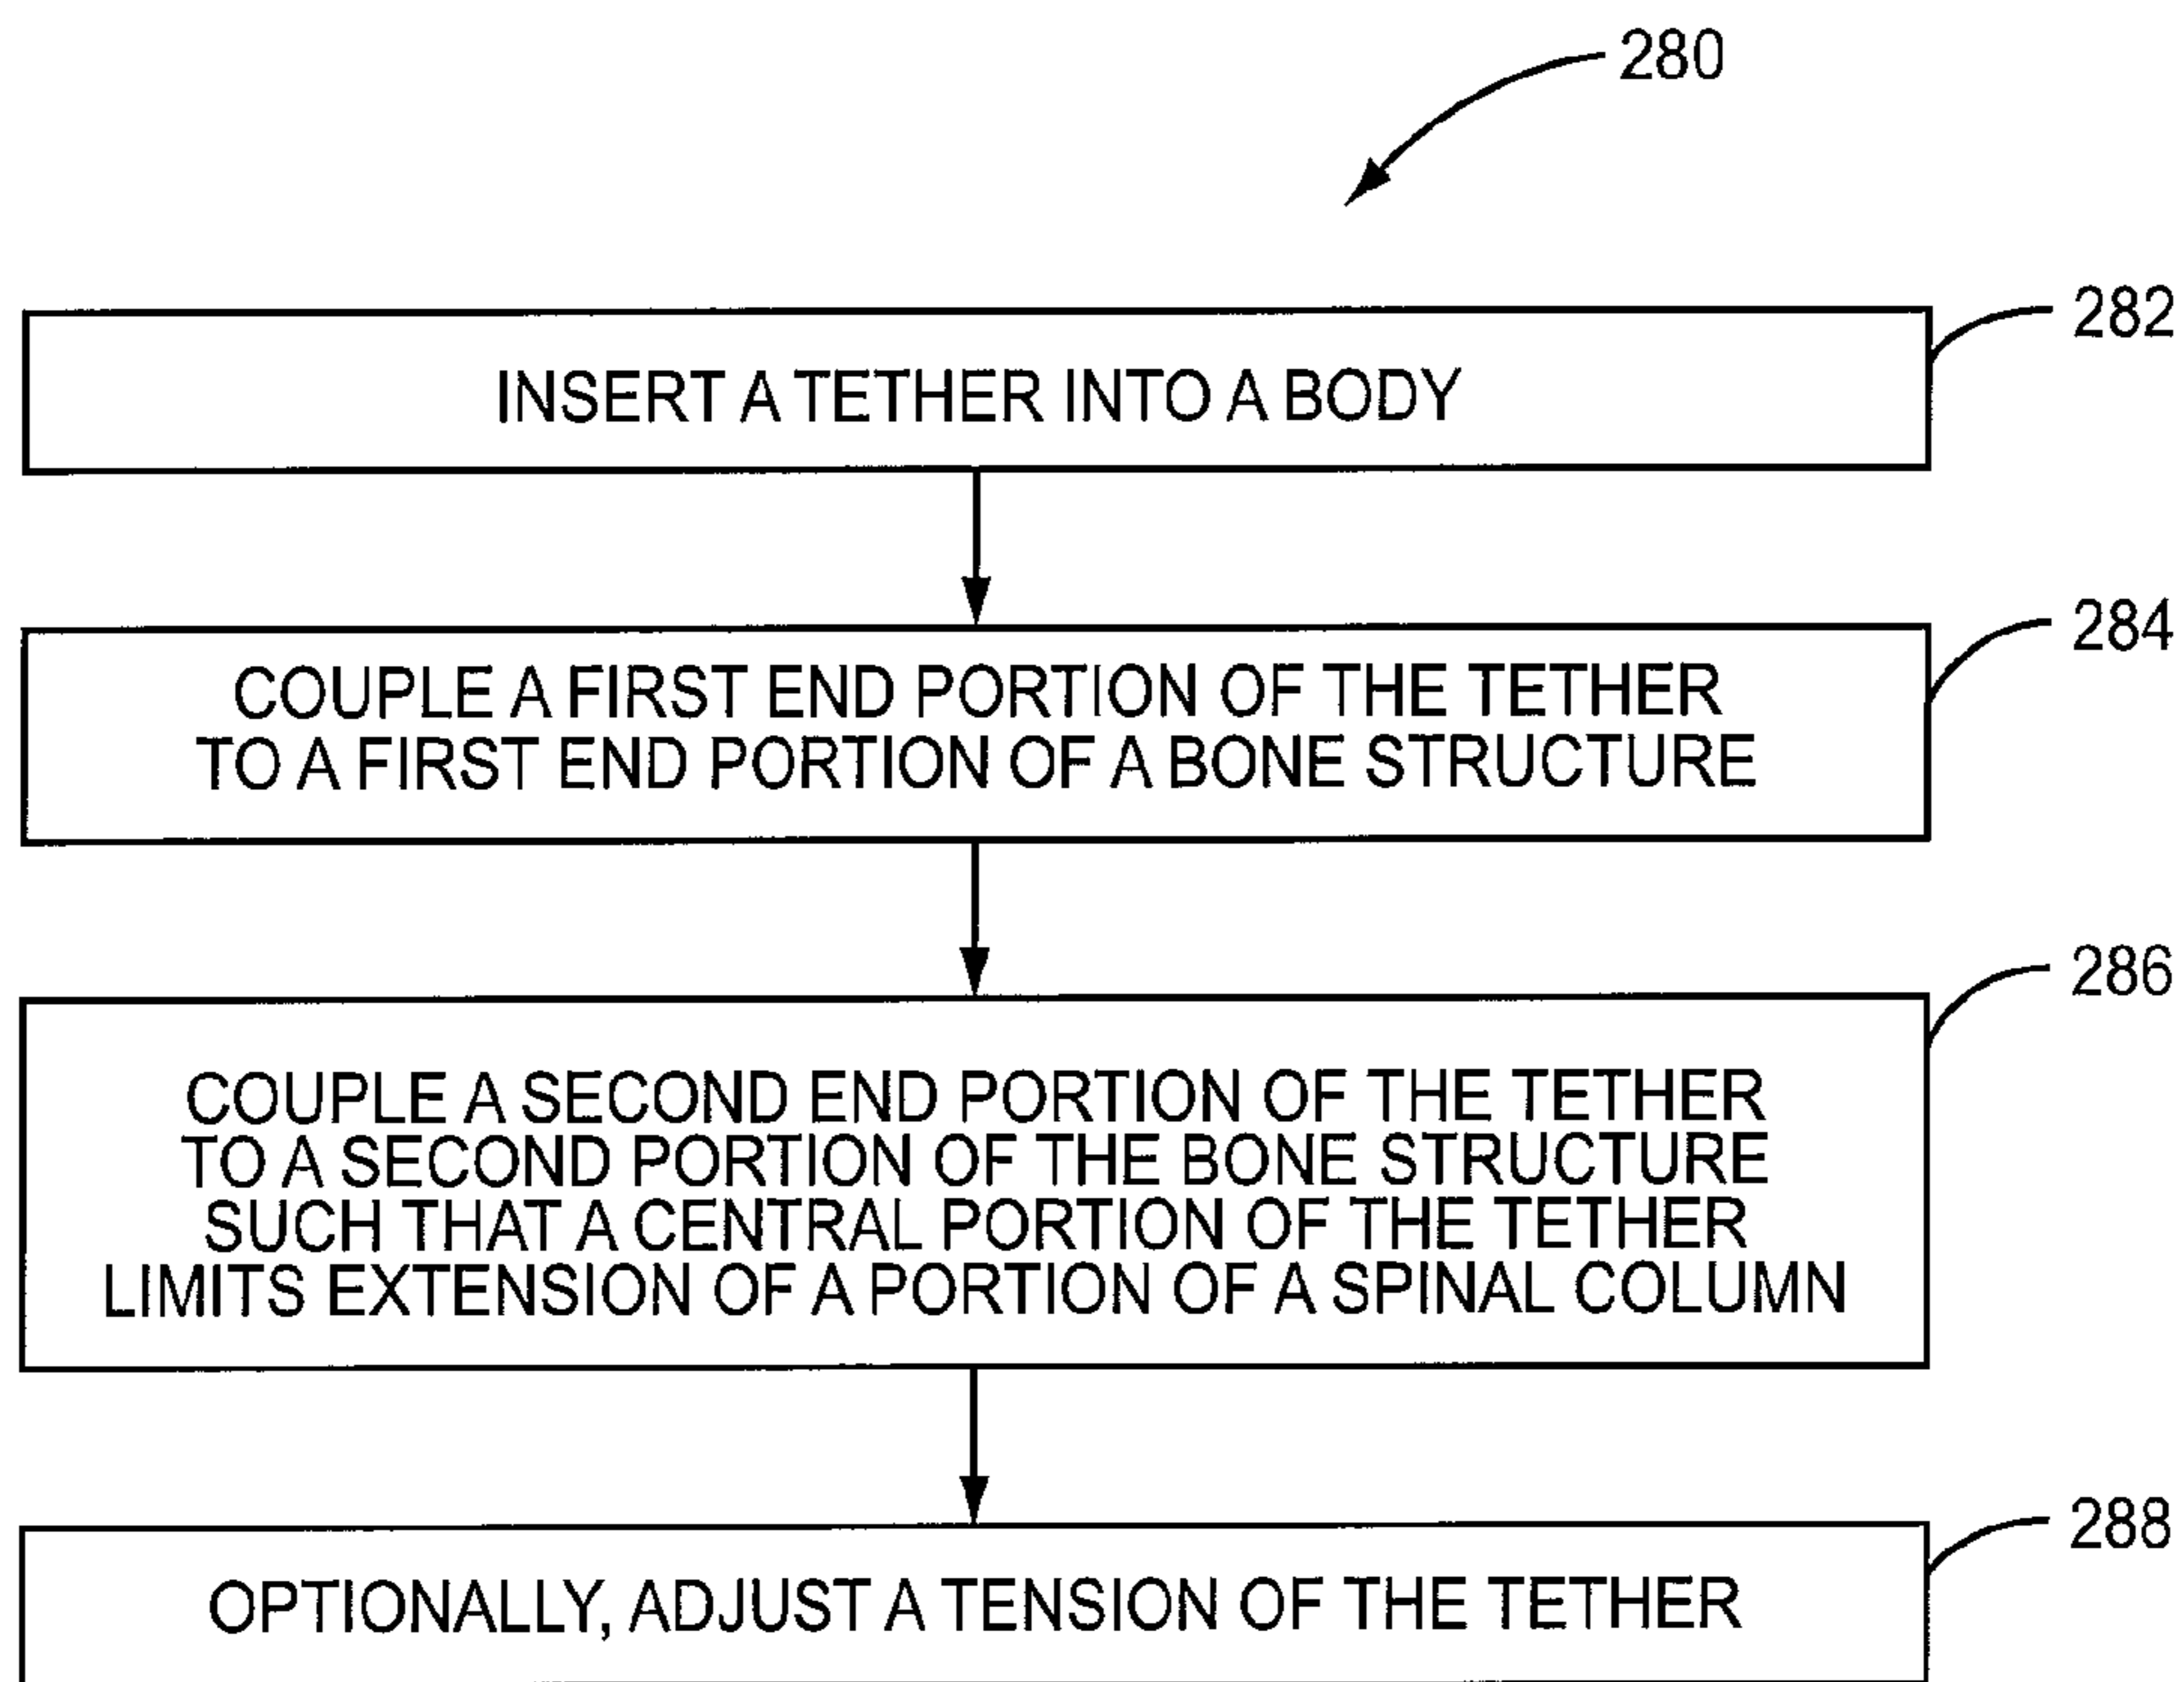 280
282
INSERT A TETHER INTO A BODY
284
COUPLE A FIRST END PORTION OF THE TETHER
TO A FIRST END PORTION OF A BONE STRUCTURE
286
COUPLE A SECOND END PORTION OF THE TETHER
TO A SECOND PORTION OF THE BONE STRUCTURE
SUCH THAT A CENTRAL PORTION OF THE TETHER
LIMITS EXTENSION OF A PORTION OF A SPINAL COLUMN
288
OPTIONALLY, ADJUST A TENSION OF THE TETHER